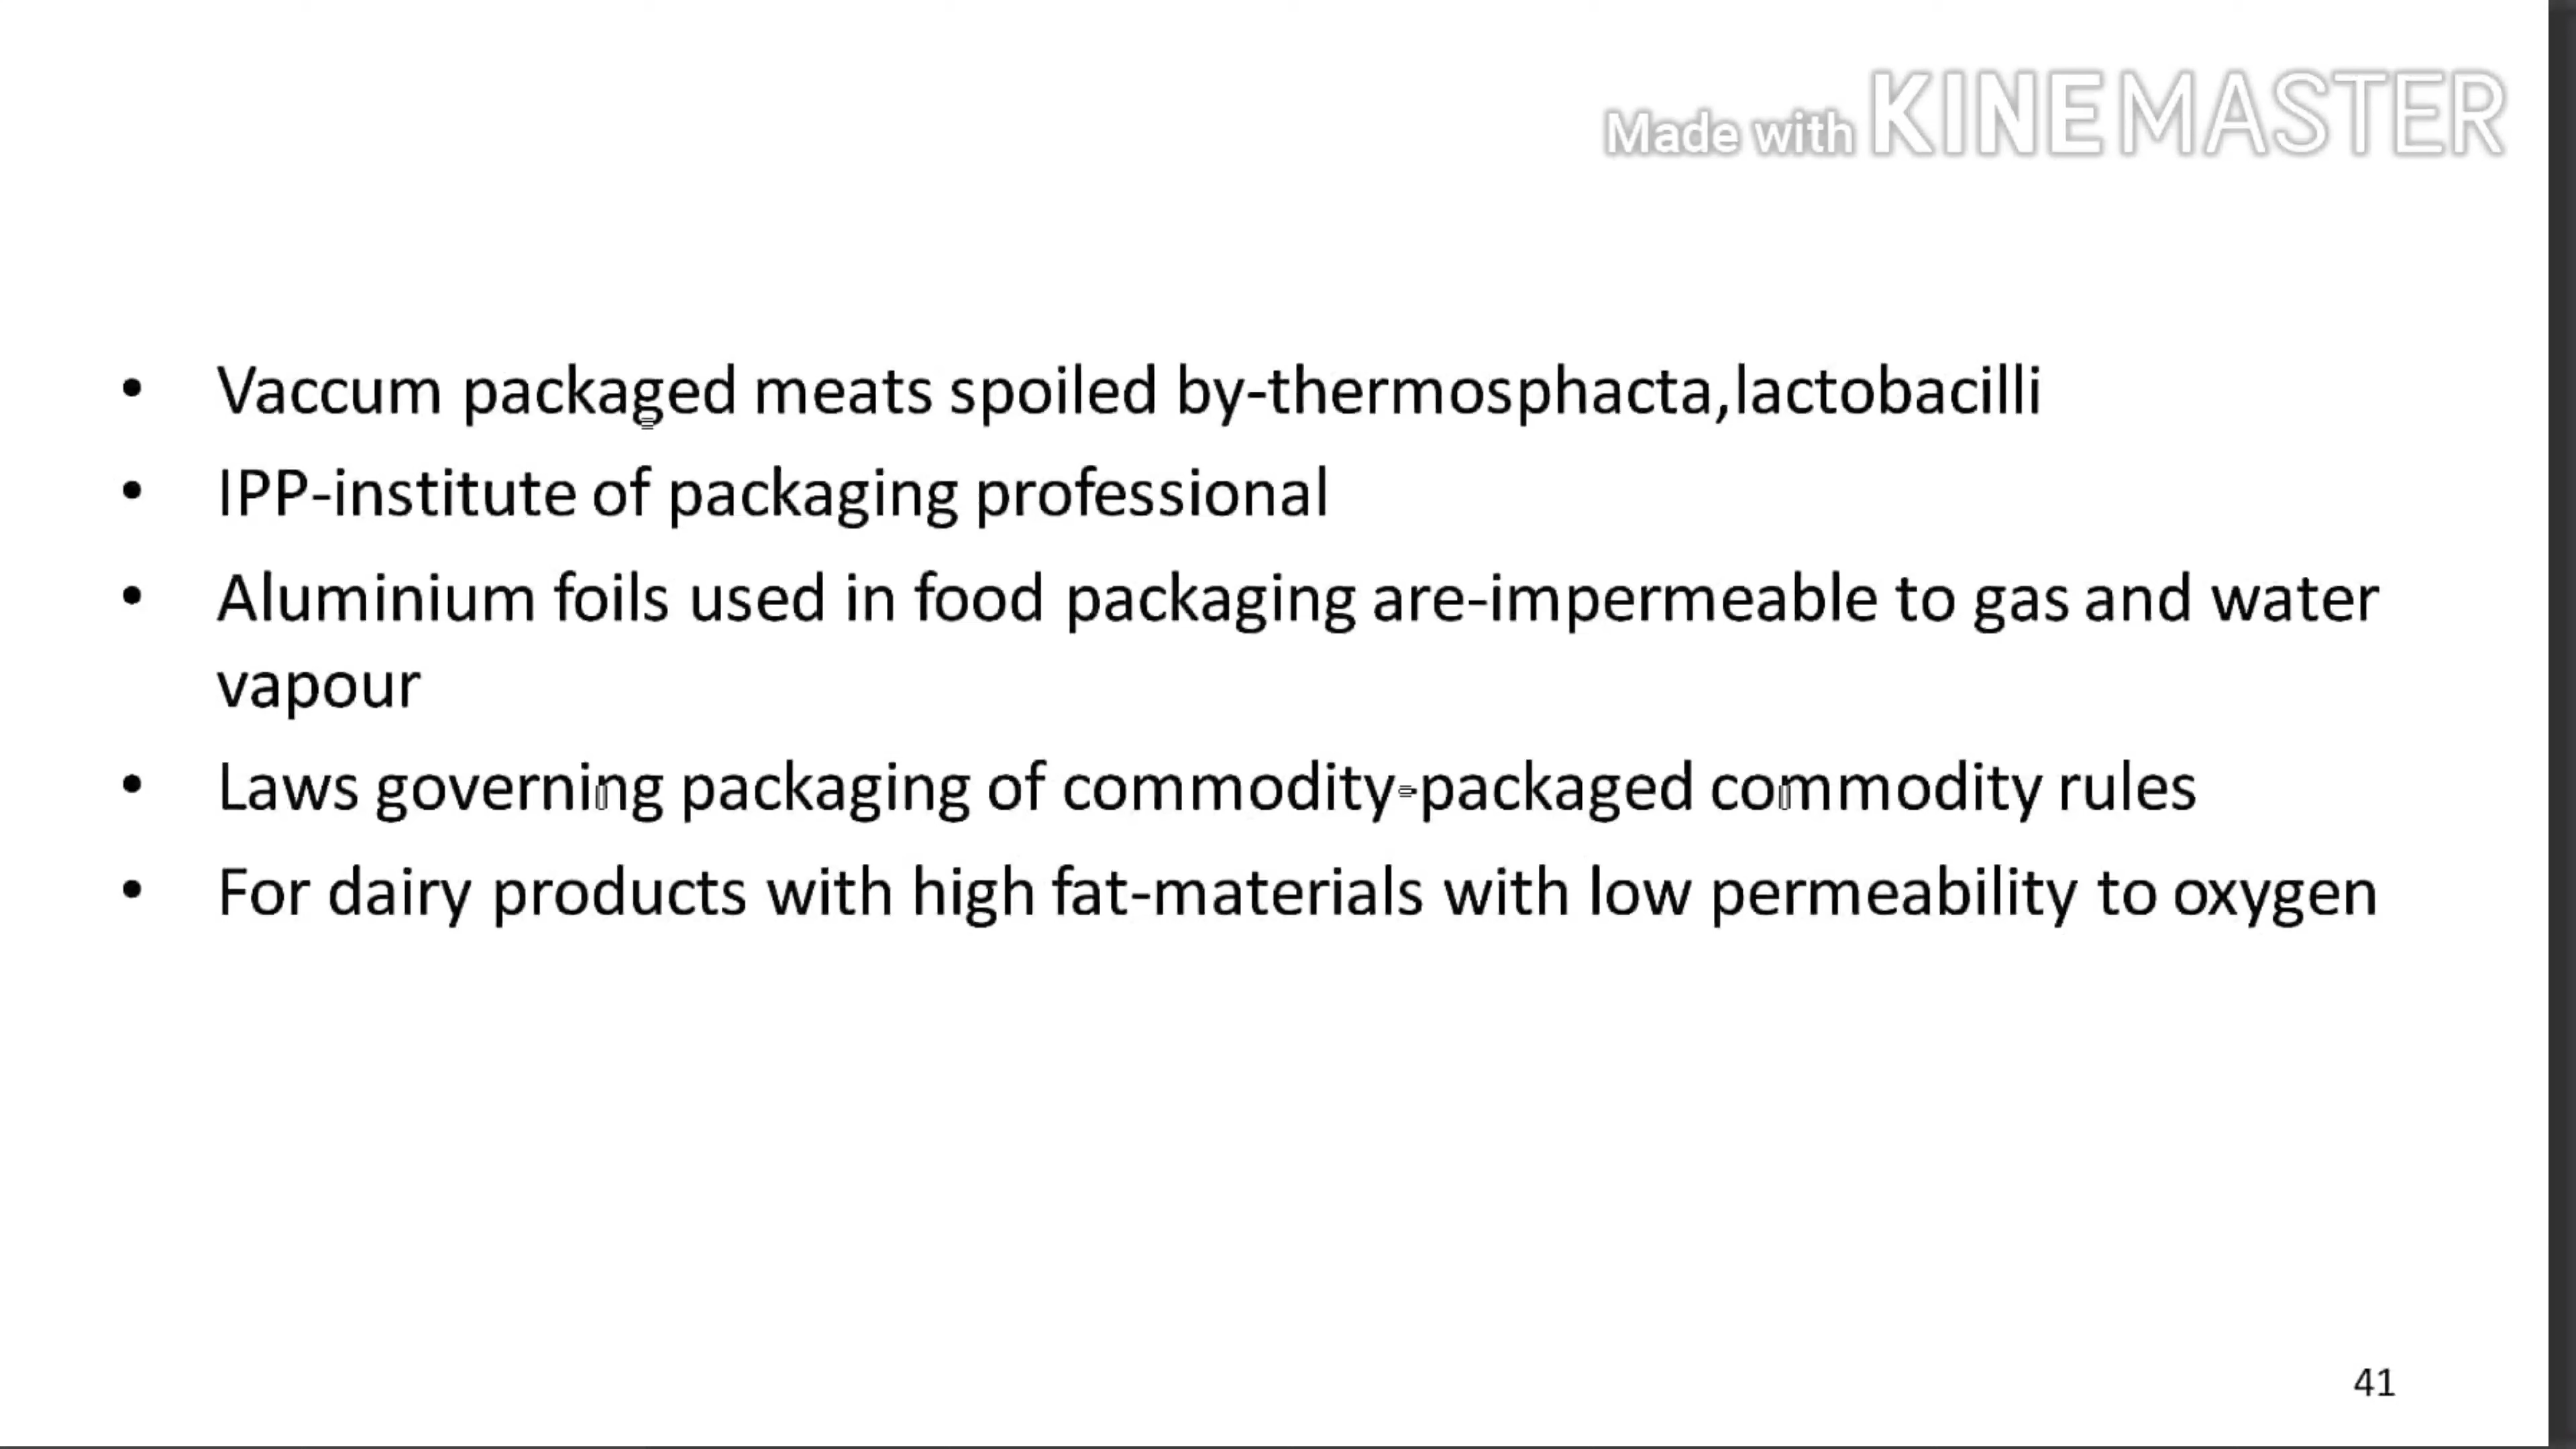 Made with KINEMASTER
• Vaccum packaged meats spoiled by-thermosphacta,lactobacilli
• IPP-institute of packaging professional
• Aluminium foils used in food packaging are-impermeable to gas and water
vapour
• Laws governing packaging of commodity-packaged commodity rules
• For dairy products with high fat-materials with low permeability to oxygen
41